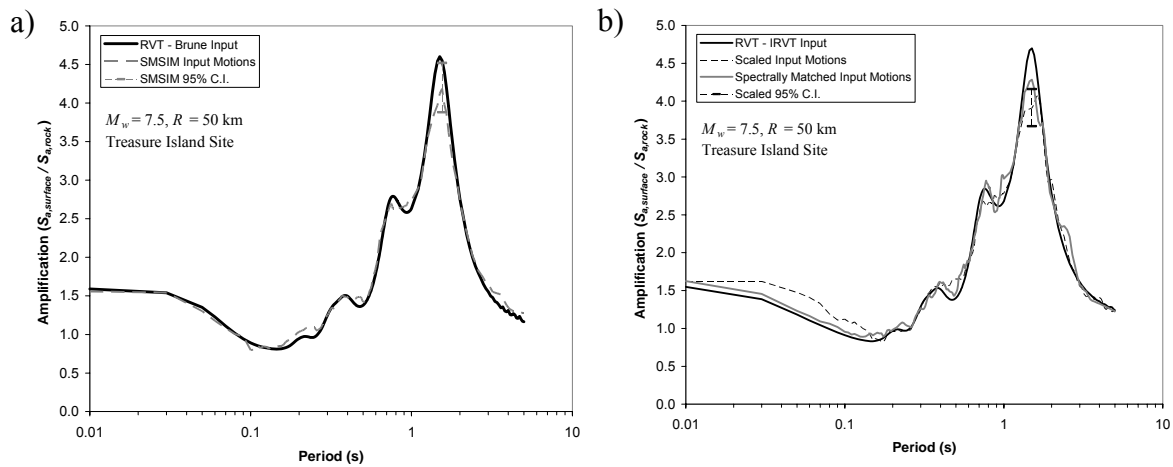 a)
5.0
4.5
4.0
3.5
3.0
2.5
2.0
1.5
1.0
0.5
0.0
Amplification (Sa,surface / Sa,rock)
RVT - Brune Input
SMSIM Input Motions
SMSIM 95% C.I.
Mw = 7.5, R = 50 km
Treasure Island Site
0.01 0.1 1 10
Period (s)
b)
5.0
4.5
4.0
3.5
3.0
2.5
2.0
1.5
1.0
0.5
0.0
Amplification (Sa,surface / Sa,rock)
RVT - IRVT Input
Scaled Input Motions
Spectrally Matched Input Motions
Scaled 95% C.I.
Mw = 7.5, R = 50 km
Treasure Island Site
0.01 0.1 1 10
Period (s)